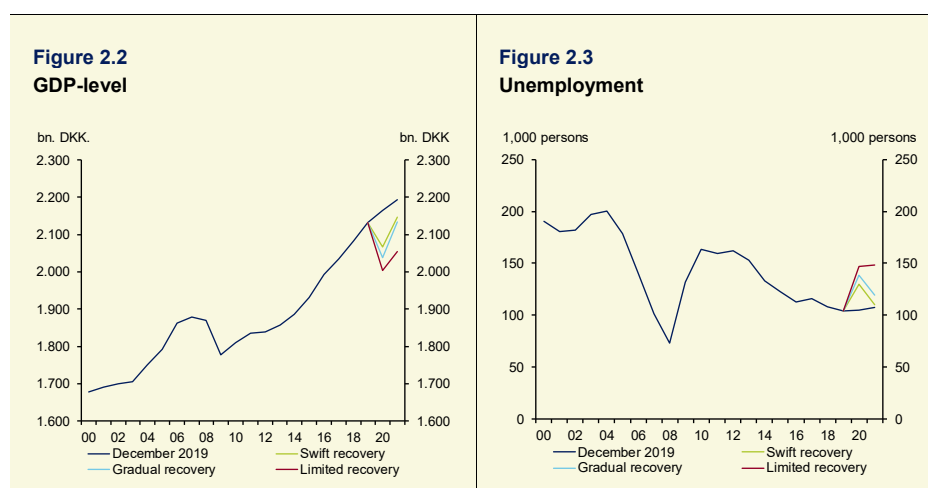 Figure 2.2
GDP-level
bn. DKK.
bn. DKK
2.300
2.300
2.200
2.200
2.100
2.100
2.000
2.000
1.900
1.900
1.800
1.800
1.700
1.700
1.600
1.600
00 02 04 06 08 10 12 14 16 18 20
December 2019
Swift recovery
Gradual recovery
Limited recovery
Figure 2.3
Unemployment
1,000 persons
1,000 persons
250
250
200
200
150
150
100
100
50
50
0
0
00 02 04 06 08 10 12 14 16 18 20
December 2019
Swift recovery
Gradual recovery
Limited recovery